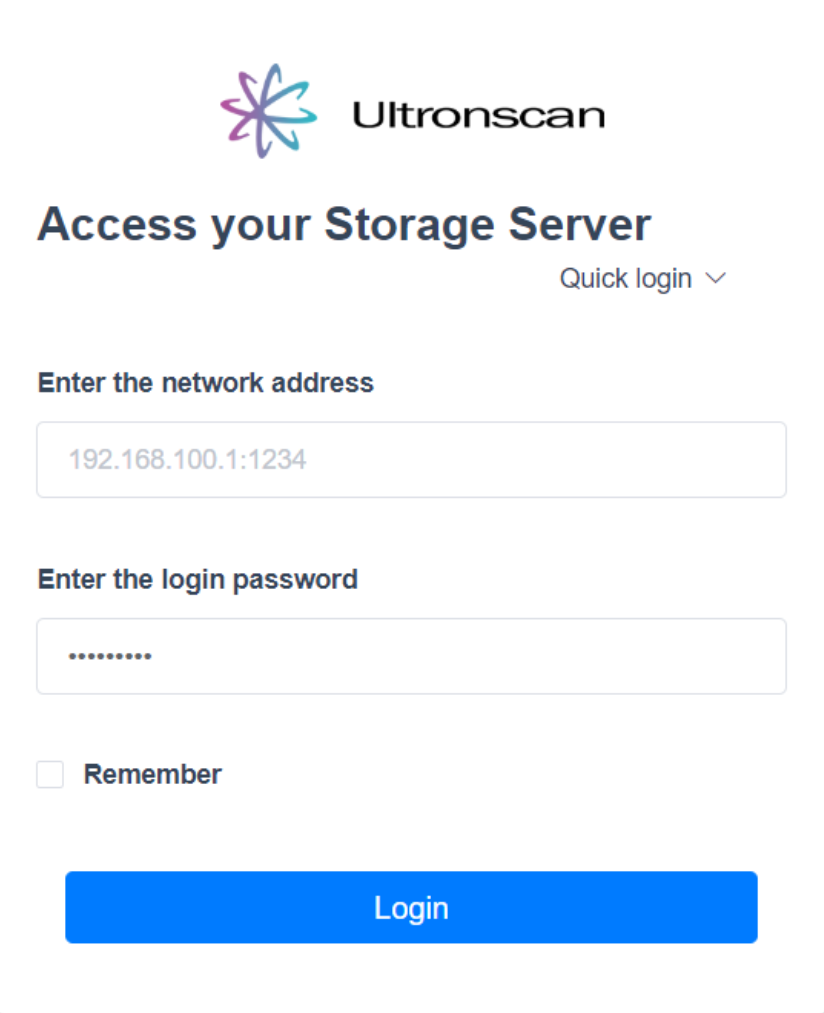 Ultronscan
Access your Storage Server
Quick login
Enter the network address
192.168.100.1:1234
Enter the login password
•••••••••
Remember
Login